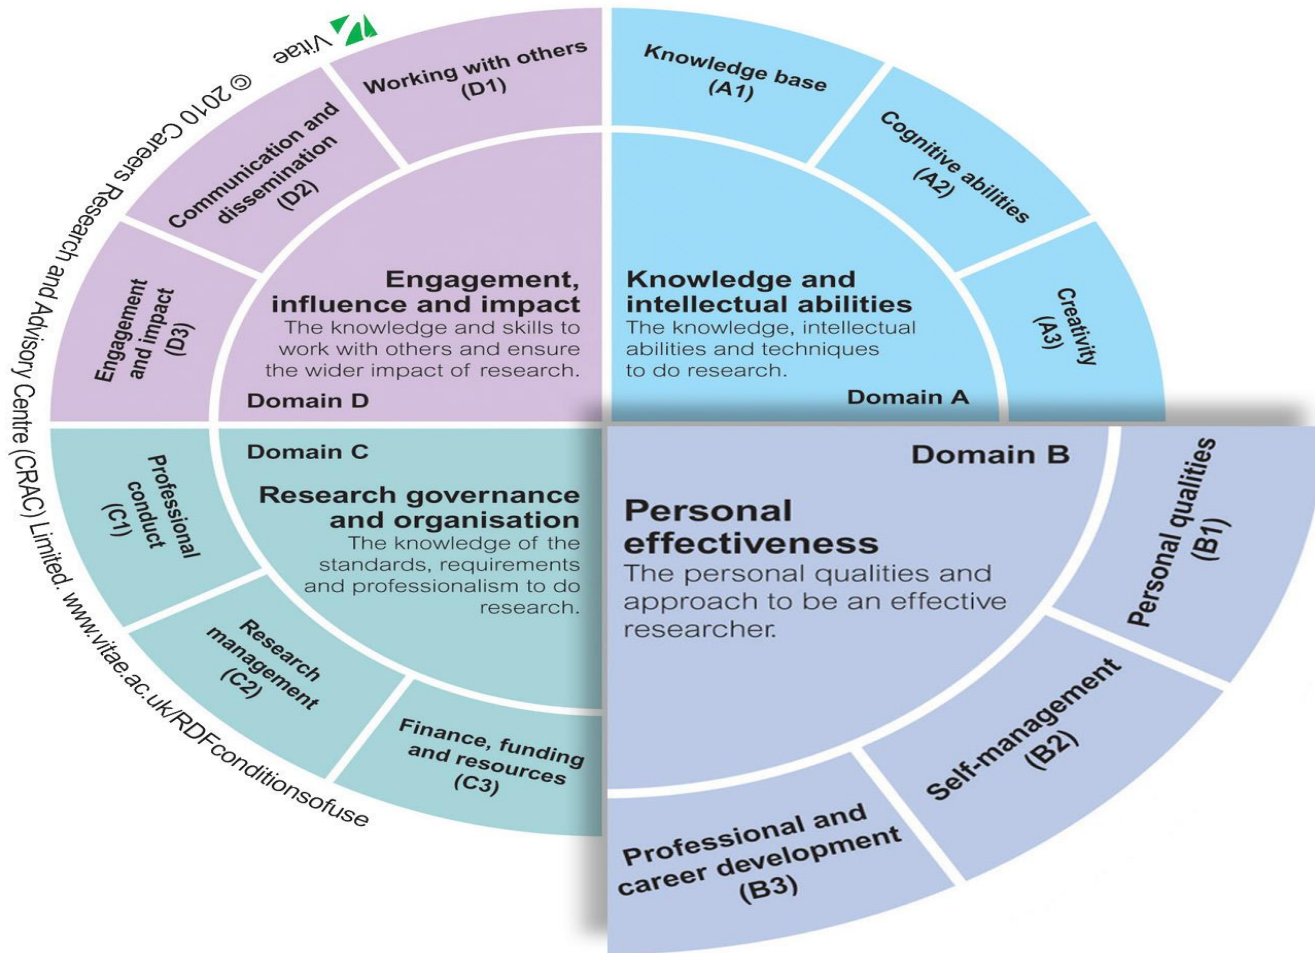 Vitae
© 2010 Careers Research and Advisory Centre (CRAC) Limited. www.vitae.ac.uk/RDFconditionsofuse
Working with others
(D1)
Communication and
dissemination
(D2)
Engagement
and impact
(D3)
Engagement,
influence and impact
The knowledge and skills to
work with others and ensure
the wider impact of research.
Domain D
Knowledge base
(A1)
Cognitive abilities
(A2)
Creativity
(A3)
Knowledge and
intellectual abilities
The knowledge, intellectual
abilities and techniques
to do research.
Domain A
Domain B
Personal
effectiveness
The personal qualities and
approach to be an effective
researcher.
Personal qualities
(B1)
Self-management
(B2)
Professional and
career development
(B3)
Domain C
Research governance
and organisation
The knowledge of the
standards, requirements
and professionalism to do
research.
Professional
conduct
(C1)
Research
management
(C2)
Finance, funding
and resources
(C3)